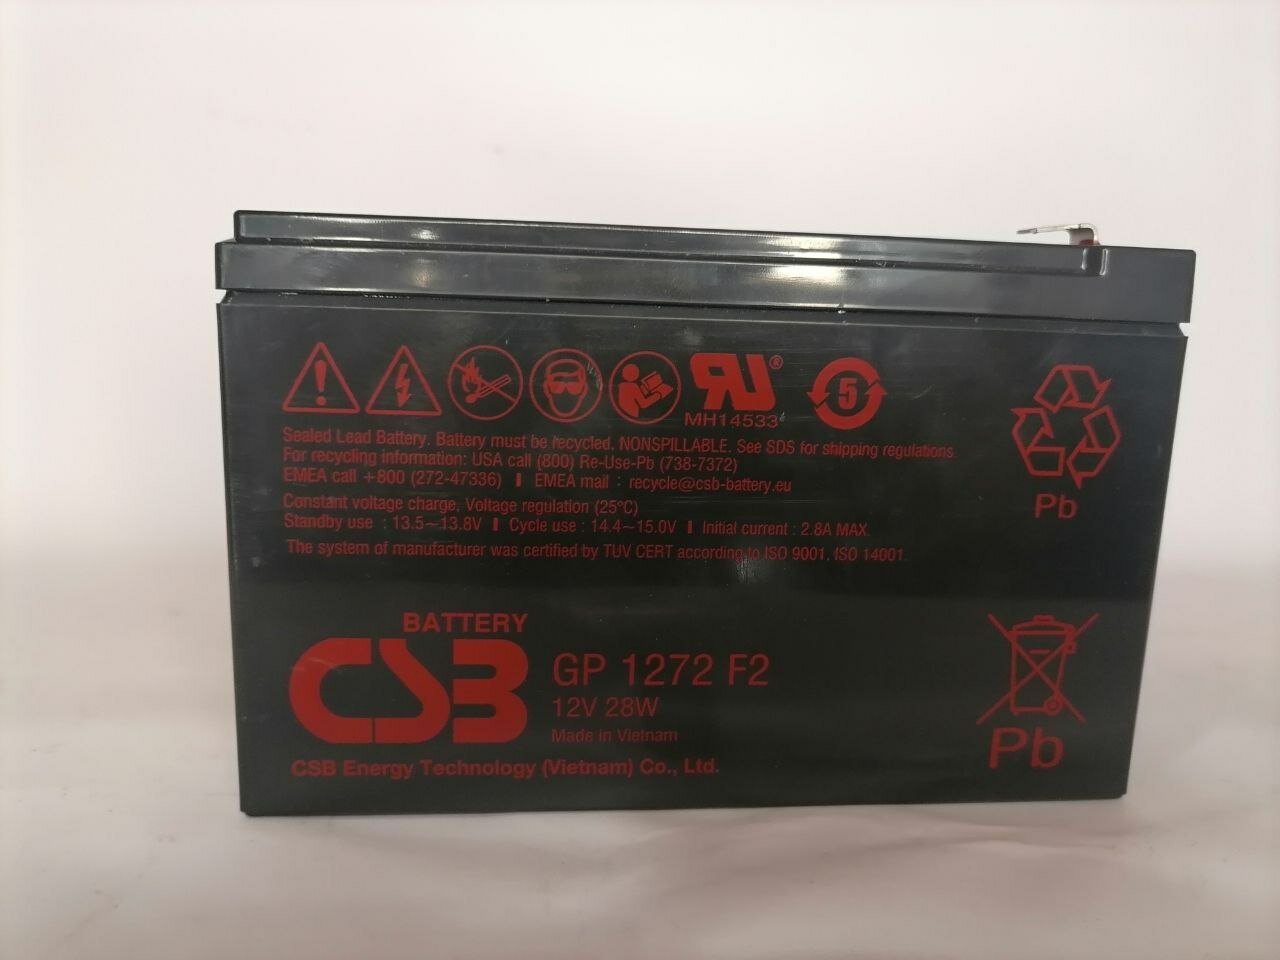 MH14533
5
Sealed Lead Battery. Battery must be recycled. NONSPILLABLE. See SDS for shipping regulations.
For recycling information: USA call (800) Re-Use-Pb (738-7372)
EMEA call +800 (272-47336) I EMEA mail : recycle@csb-battery.eu
Constant voltage charge, Voltage regulation (25°C)
Standby use : 13.5~13.8V I Cycle use : 14.4~15.0V I Initial current : 2.8A MAX.
The system of manufacturer was certified by TUV CERT according to ISO 9001, ISO 14001.
Pb
BATTERY
CSB
GP 1272 F2
12V 28W
Made in Vietnam
CSB Energy Technology (Vietnam) Co., Ltd.
Pb